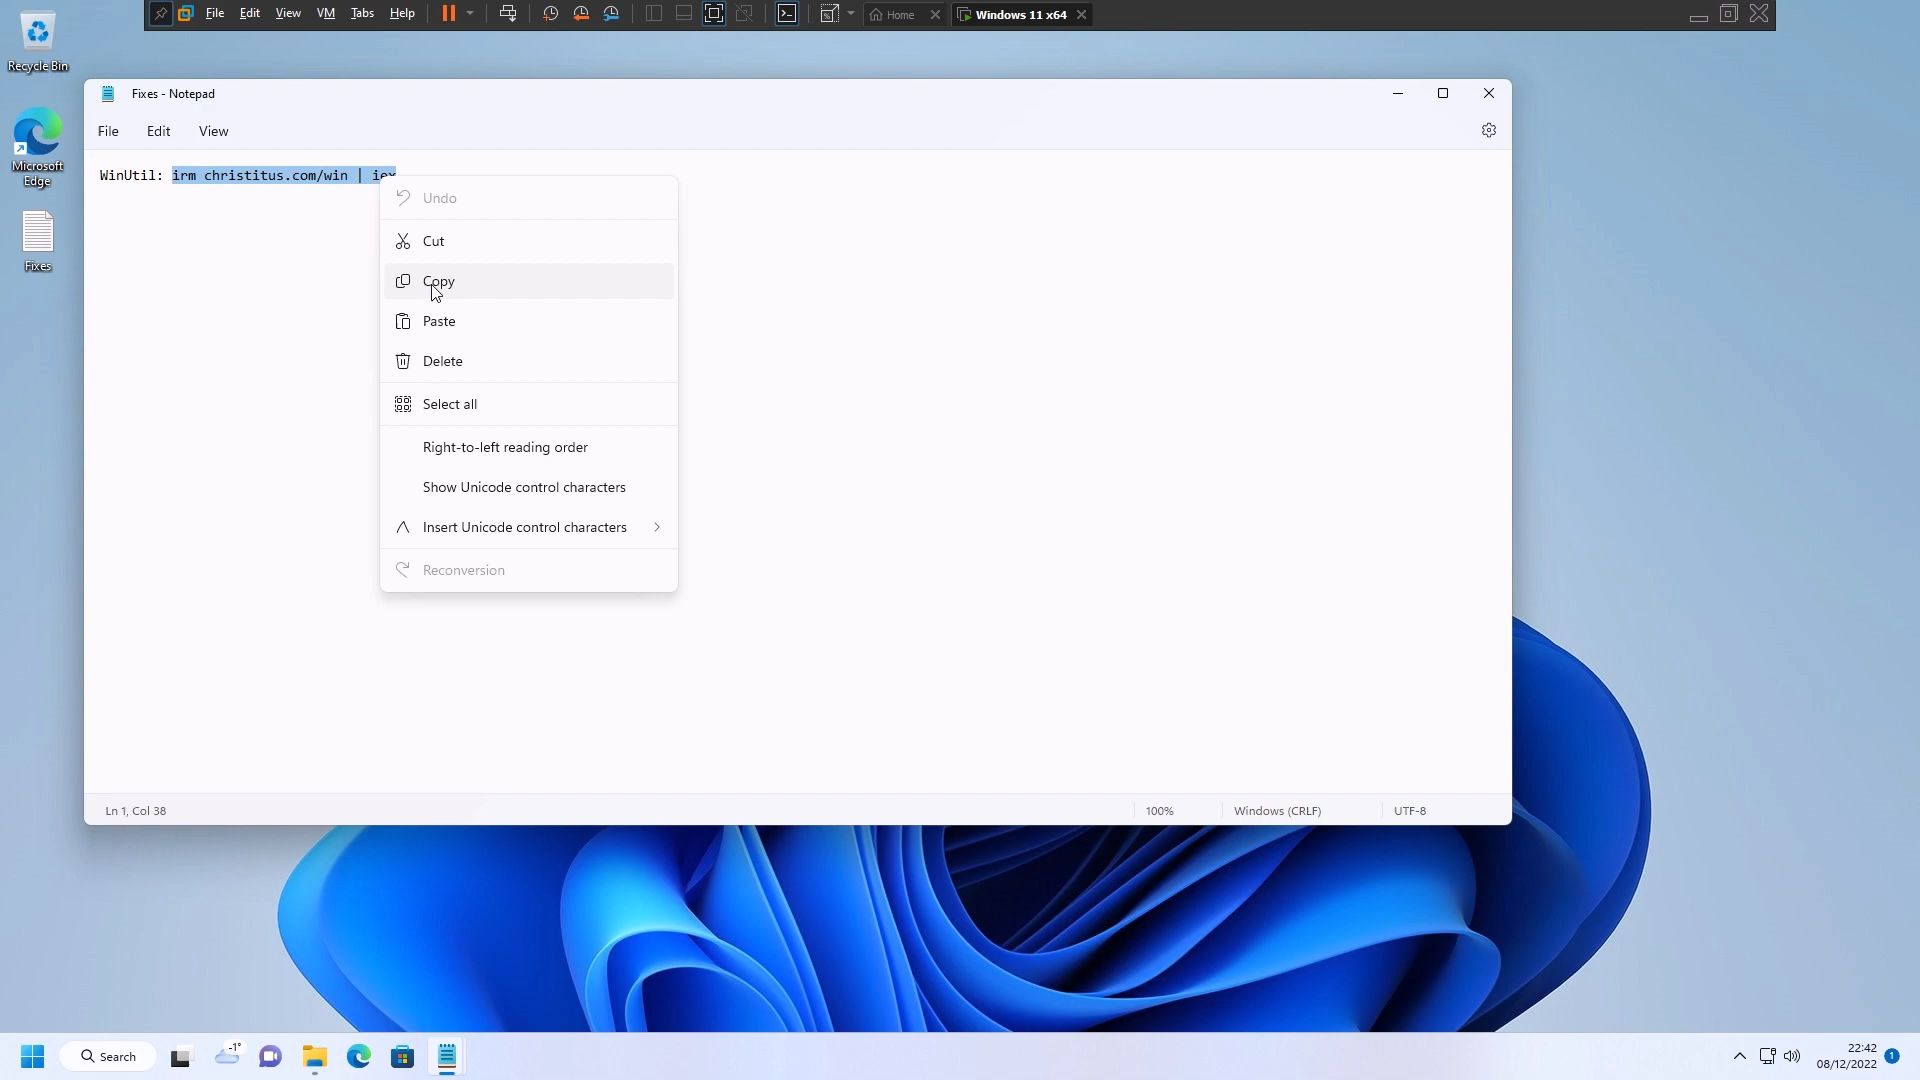 File Edit View VM Tabs Help Home Windows 11 x64
Recycle Bin
Microsoft
Edge
Fixes
Fixes - Notepad
File Edit View
WinUtil: irm christitus.com/win | iex
Undo
Cut
Copy
Paste
Delete
Select all
Right-to-left reading order
Show Unicode control characters
Insert Unicode control characters
Reconversion
Ln 1, Col 38 100% Windows (CRLF) UTF-8
Search -1° 22:42
08/12/2022 1